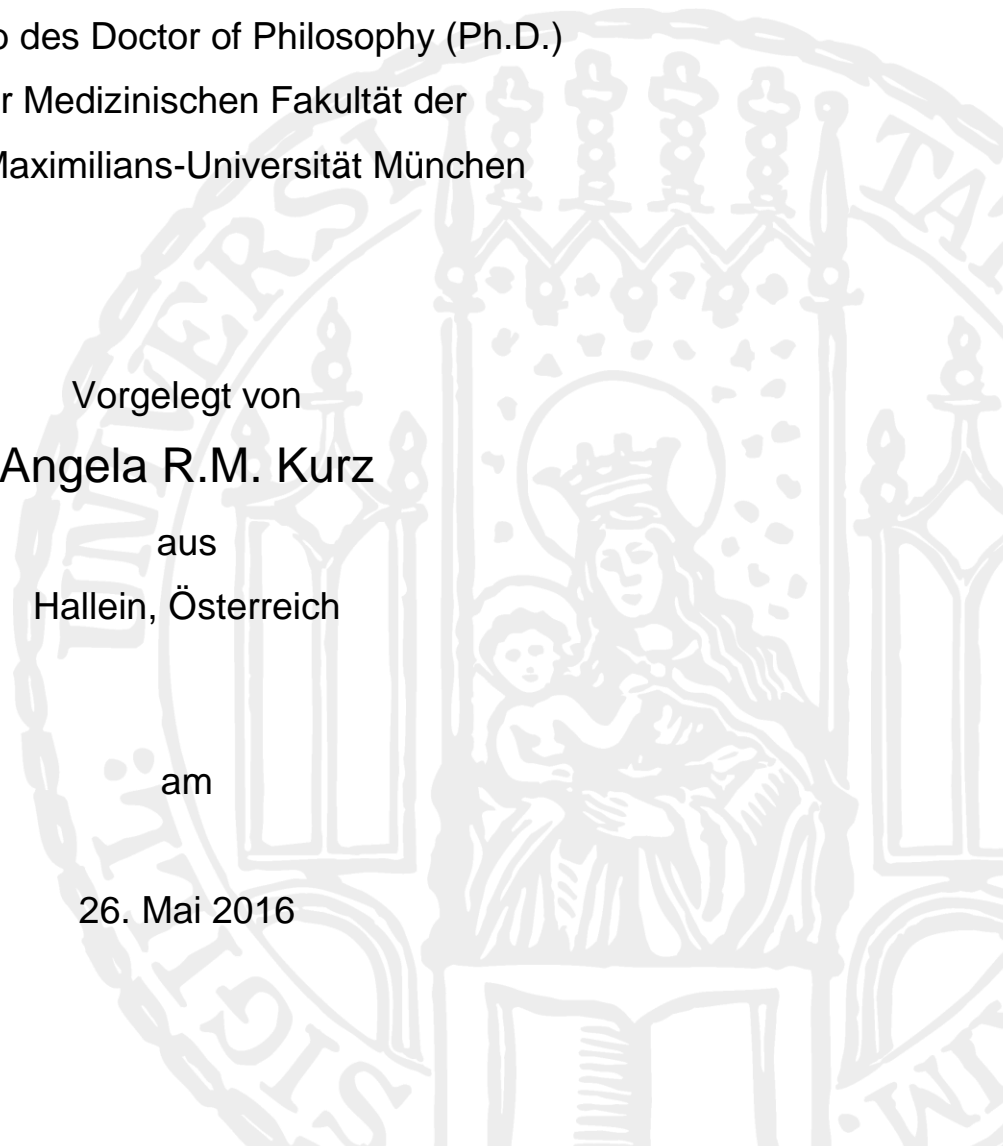 des Doctor of Philosophy (Ph.D.)
r Medizinischen Fakultät der
Maximilians-Universität München
Vorgelegt von
Angela R.M. Kurz
aus
Hallein, Österreich
am
26. Mai 2016